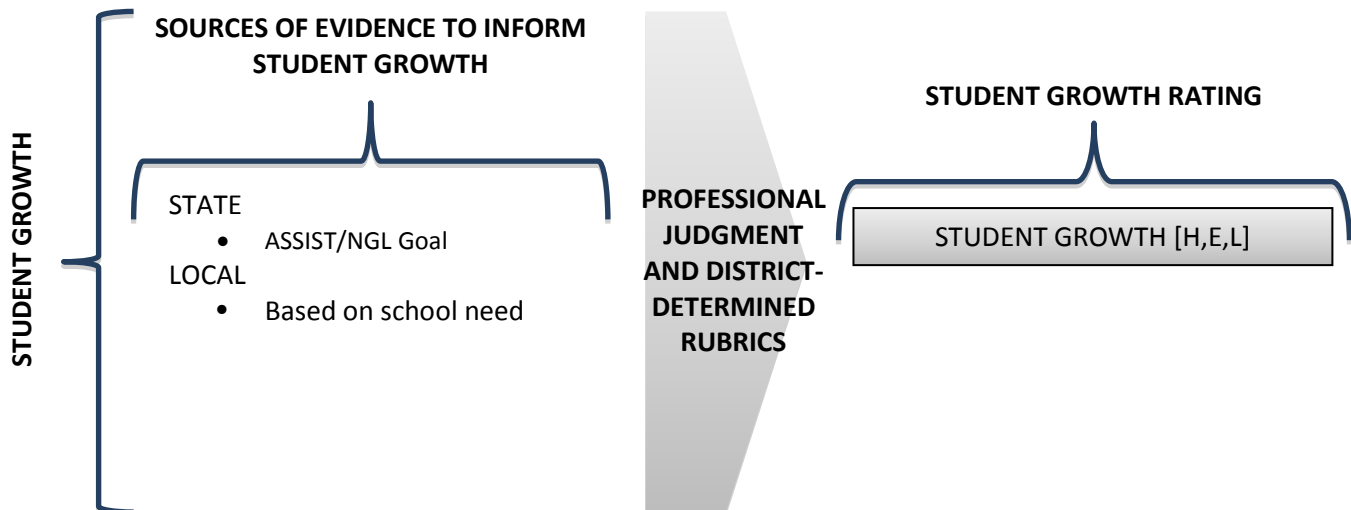 STUDENT GROWTH
SOURCES OF EVIDENCE TO INFORM
STUDENT GROWTH
STATE
• ASSIST/NGL Goal
LOCAL
• Based on school need
PROFESSIONAL
JUDGMENT
AND DISTRICT-
DETERMINED
RUBRICS
STUDENT GROWTH RATING
STUDENT GROWTH [H,E,L]